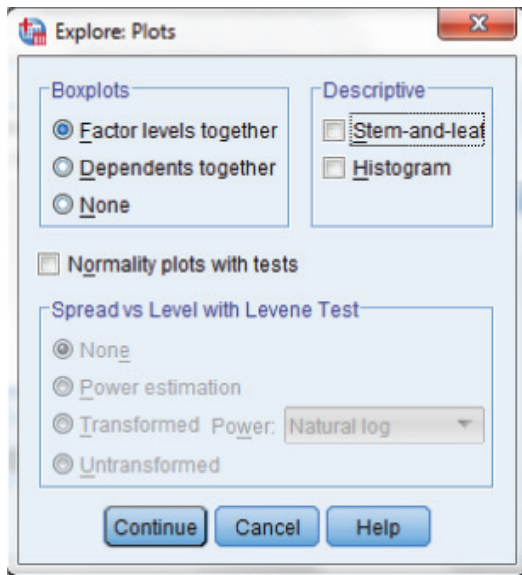 Explore: Plots
Boxplots
Factor levels together
Dependents together
None
Descriptive
Stem-and-leaf
Histogram
Normality plots with tests
Spread vs Level with Levene Test
None
Power estimation
Transformed Power: Natural log
Untransformed
Continue Cancel Help